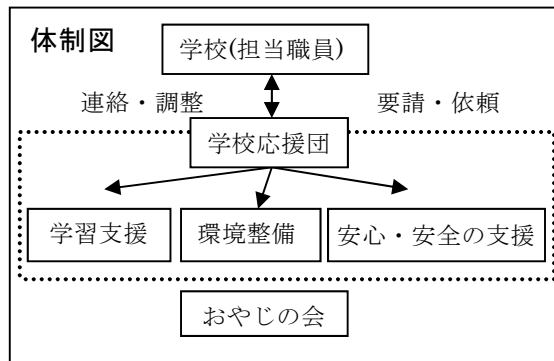 体制図
学校(担当職員)
連絡・調整
要請・依頼
学校応援団
学習支援
環境整備
安心・安全の支援
おやじの会